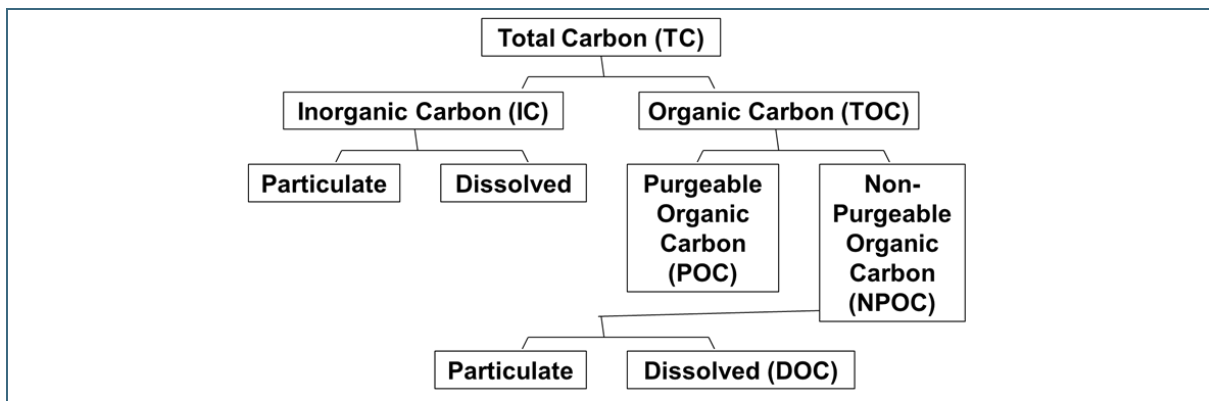 Total Carbon (TC)
Inorganic Carbon (IC)
Organic Carbon (TOC)
Particulate
Dissolved
Purgeable
Organic
Carbon
(POC)
Non-
Purgeable
Organic
Carbon
(NPOC)
Particulate
Dissolved (DOC)